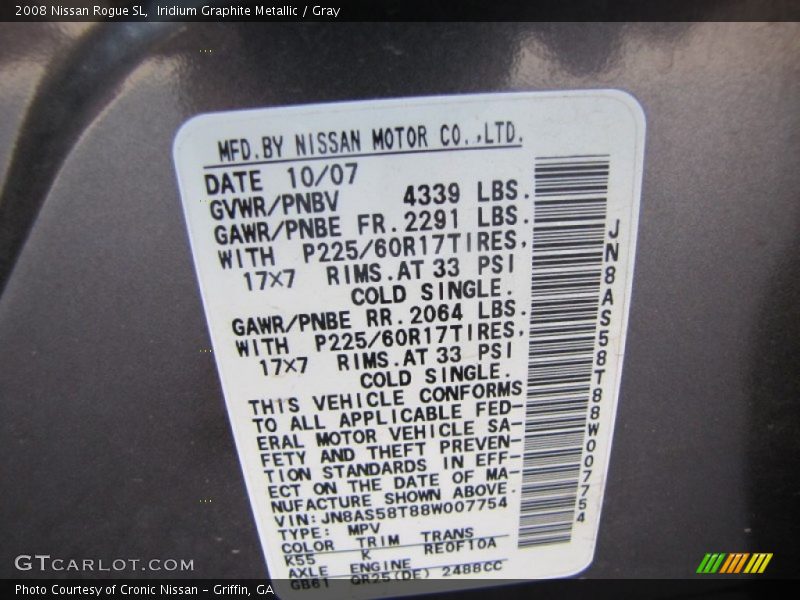 2008 Nissan Rogue SL,  Iridium Graphite Metallic / Gray
MFD.BY NISSAN MOTOR CO.,LTD.
DATE 10/07
GVWR/PNBV 4339 LBS.
GAWR/PNBE FR.2291 LBS.
WITH P225/60R17TIRES,
17×7 RIMS.AT 33 PSI
COLD SINGLE.
GAWR/PNBE RR.2064 LBS.
WITH P225/60R17TIRES,
17×7 RIMS.AT 33 PSI
COLD SINGLE.
THIS VEHICLE CONFORMS
TO ALL APPLICABLE FED-
ERAL MOTOR VEHICLE SA-
FETY AND THEFT PREVEN-
TION STANDARDS IN EFF-
ECT ON THE DATE OF MA-
NUFACTURE SHOWN ABOVE.
VIN:JN8AS58T88W007754
TYPE: MPV
COLOR TRIM TRANS
K55 K RE0F10A
AXLE ENGINE
GB61 QR25(DE) 2488CC
JN8AS58T88W007754
GTCARLOT.COM
Photo Courtesy of Cronic Nissan - Griffin, GA